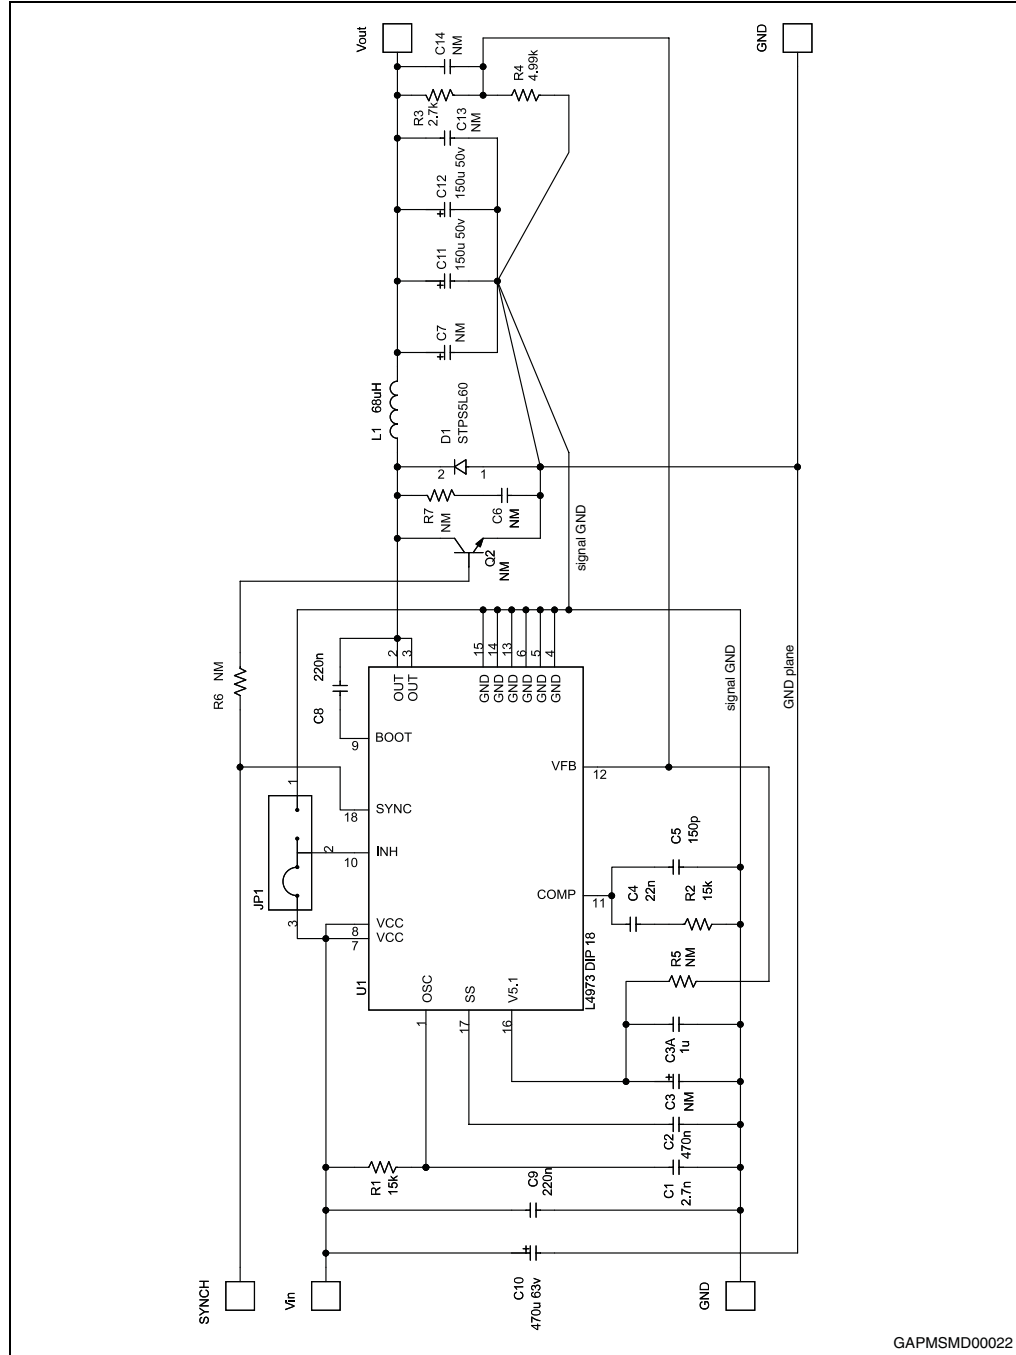 Vout
GND
C14
NM
R4
4.99k
R3
2.7k
C13
NM
C12
150u 50v
C11
150u 50v
C7
NM
L1 68uH
D1
STPS5L60
2
1
R7
NM
C6
NM
Q2
NM
signal GND
signal GND
GND plane
R6 NM
C8 220n
2
3
15
14
13
6
5
4
OUT
OUT
GND
GND
GND
GND
GND
GND
9
BOOT
VFB
12
18
SYNC
10
INH
COMP
11
8
7
VCC
VCC
1
2
3
JP1
C5
150p
C4
22n
R2
15k
U1
OSC
SS
V5.1
L4973 DIP 18
1
17
16
R5
NM
C3A
1u
C3
NM
C2
470n
R1
15k
C1
2.7n
C9
220n
C10
470u 63v
SYNCH
Vin
GND
GAPMSMD00022